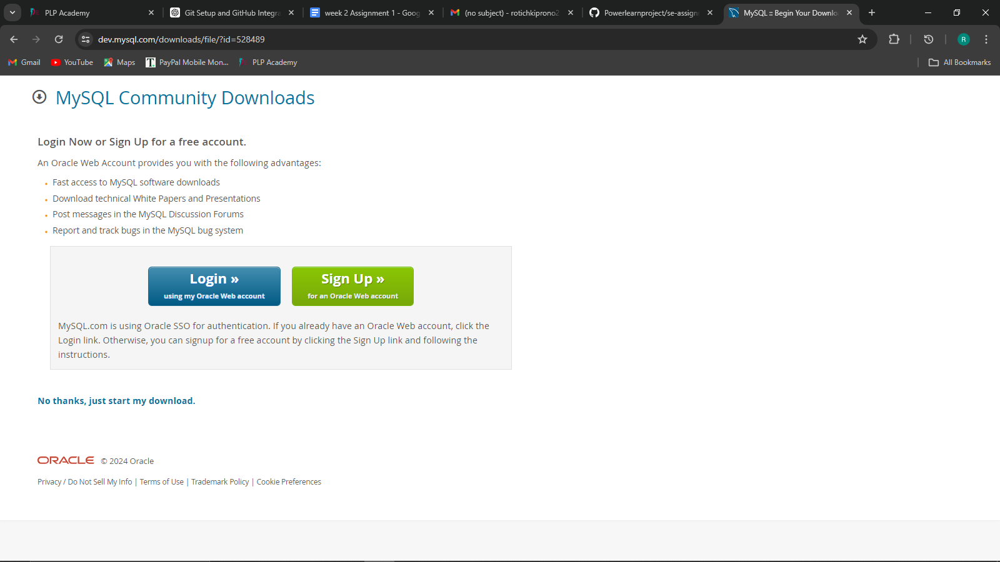 PLP Academy
Git Setup and GitHub Integra
week 2 Assignment 1 - Goog
(no subject) - rotichkiprono2
Powerlearnproject/se-assign
MySQL :: Begin Your Downlo
dev.mysql.com/downloads/file/?id=528489
R
Gmail
YouTube
Maps
T.
PayPal Mobile Mon...
PLP Academy
All Bookmarks
MySQL Community Downloads
Login Now or Sign Up for a free account.
An Oracle Web Account provides you with the following advantages:
Fast access to MySQL software downloads
Download technical White Papers and Presentations
Post messages in the MySQL Discussion Forums
Report and track bugs in the MySQL bug system
Login »
using my Oracle Web account
Sign Up »
for an Oracle Web account
MySQL.com is using Oracle SSO for authentication. If you already have an Oracle Web account, click the
Login link. Otherwise, you can signup for a free account by clicking the Sign Up link and following the
instructions.
No thanks, just start my download.
ORACLE © 2024 Oracle
Privacy / Do Not Sell My Info | Terms of Use | Trademark Policy | Cookie Preferences